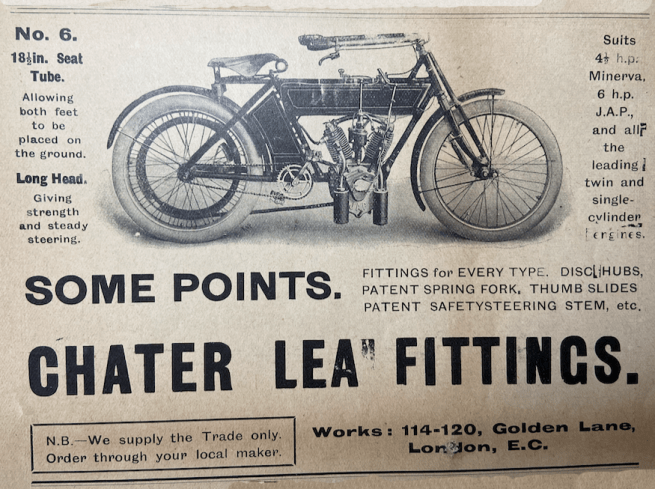 No. 6.
18½in. Seat
Tube.
Allowing
both feet
to be
placed on
the ground.
Long Head.
Giving
strength
and steady
steering.
Suits
4½ h.p.
Minerva,
6 h.p.
J.A.P.,
and all
the
leading
twin and
single-
cylinder
engines.
SOME POINTS.
FITTINGS for EVERY TYPE. DISC HUBS,
PATENT SPRING FORK, THUMB SLIDES
PATENT SAFETYSTEERING STEM, etc.
CHATER LEA FITTINGS.
N.B.—We supply the Trade only.
Order through your local maker.
Works: 114-120, Golden Lane,
London, E.C.